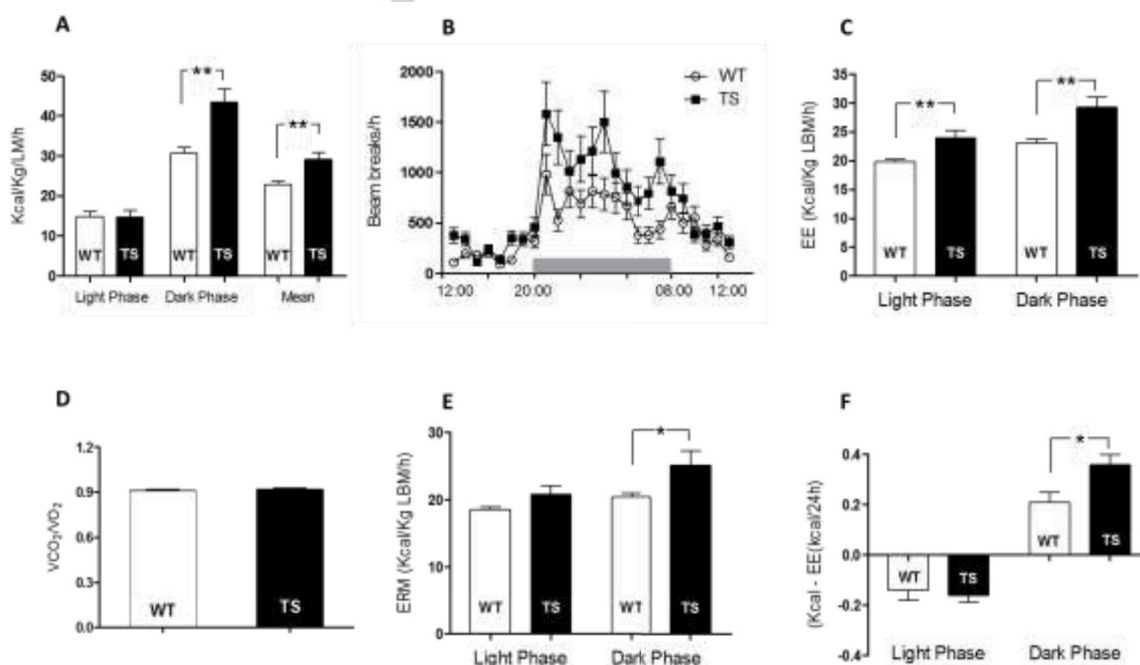 A
Kcal/Kg/LM/h
50
40
30
20
10
0
**
**
WT
TS
WT
TS
WT
TS
Light Phase Dark Phase Mean
B
Beam breaks/h
2000
1500
1000
500
0
WT
TS
12:00 20:00 08:00 12:00
C
EE (Kcal/Kg LBM/h)
35
30
25
20
15
10
5
0
**
**
WT
TS
WT
TS
Light Phase Dark Phase
D
VCO₂/VO₂
1.2
0.9
0.6
0.3
0.0
WT
TS
E
ERM (Kcal/Kg LBM/h)
30
20
10
0
*
WT
TS
WT
TS
Light Phase Dark Phase
F
(Kcal - EE(kcal/24h)
0.4
0.2
0.0
-0.2
-0.4
*
WT
TS
WT
TS
Light Phase Dark Phase